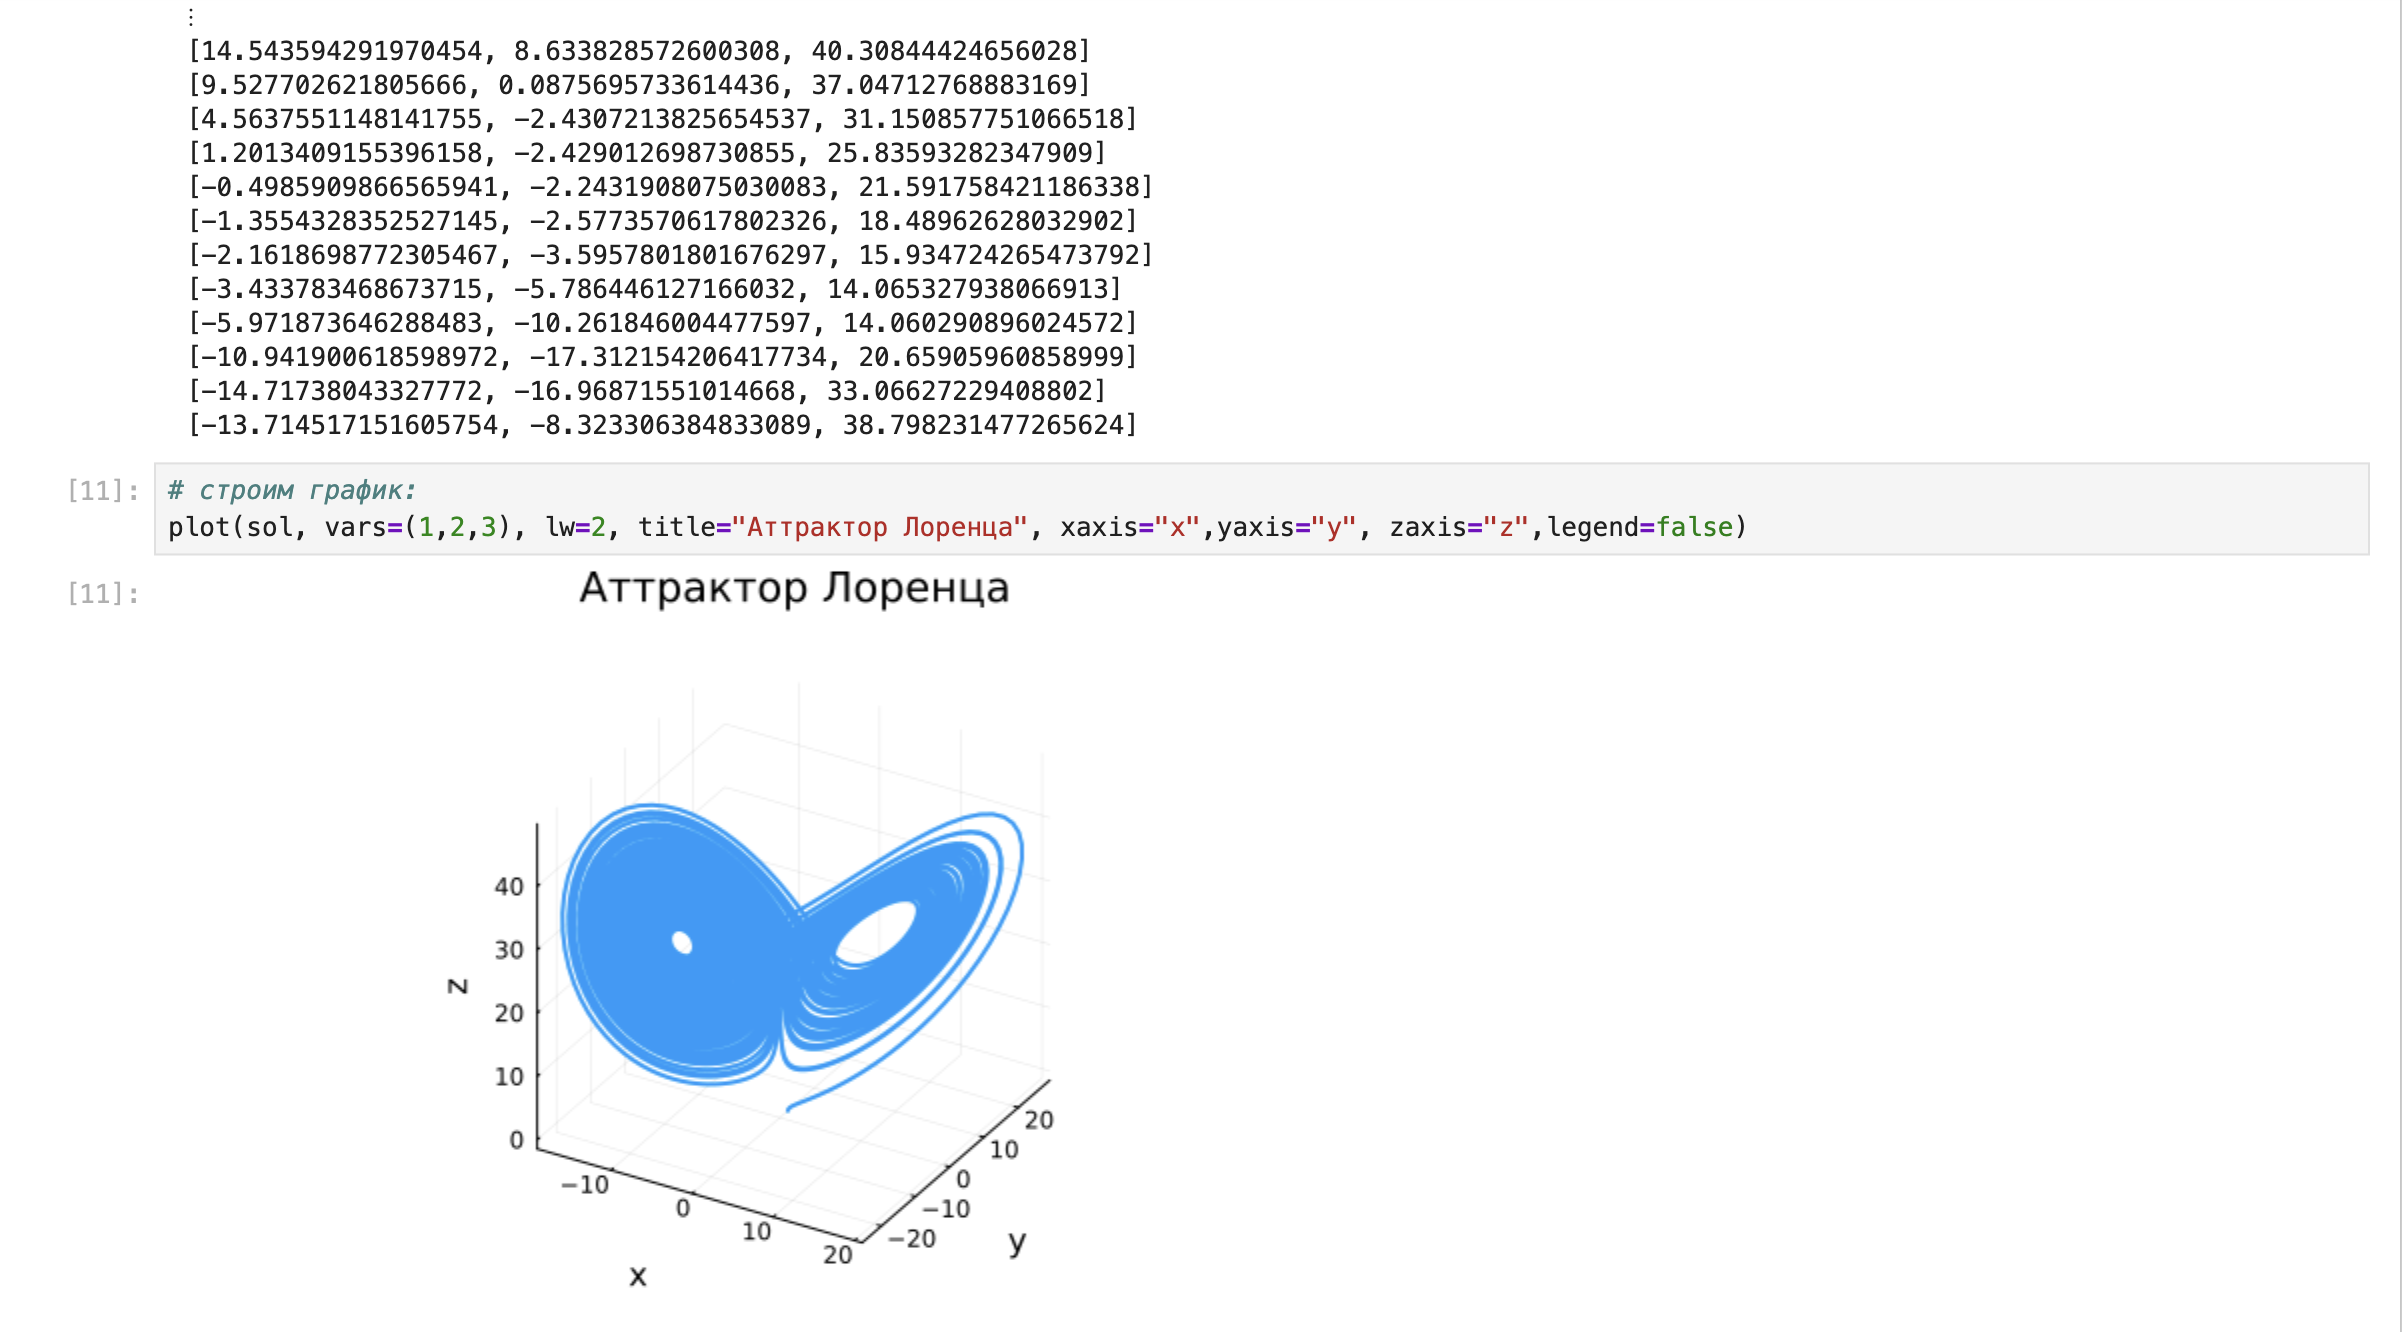 ⋮
[14.543594291970454, 8.633828572600308, 40.30844424656028]
[9.527702621805666, 0.0875695733614436, 37.04712768883169]
[4.5637551148141755, −2.4307213825654537, 31.150857751066518]
[1.2013409155396158, −2.429012698730855, 25.83593282347909]
[−0.4985909866565941, −2.2431908075030083, 21.591758421186338]
[−1.3554328352527145, −2.5773570617802326, 18.48962628032902]
[−2.1618698772305467, −3.5957801801676297, 15.934724265473792]
[−3.433783468673715, −5.786446127166032, 14.065327938066913]
[−5.971873646288483, −10.261846004477597, 14.060290896024572]
[−10.941900618598972, −17.312154206417734, 20.65905960858999]
[−14.71738043327772, −16.96871551014668, 33.06627229408802]
[−13.714517151605754, −8.323306384833089, 38.798231477265624]
[11]: # строим график:
plot(sol, vars=(1,2,3), lw=2, title="Аттрактор Лоренца", xaxis="x",yaxis="y", zaxis="z",legend=false)
[11]:
Аттрактор Лоренца
40
30
z
20
10
0
−10
0
10
20
x
20
10
0
−10
−20
y